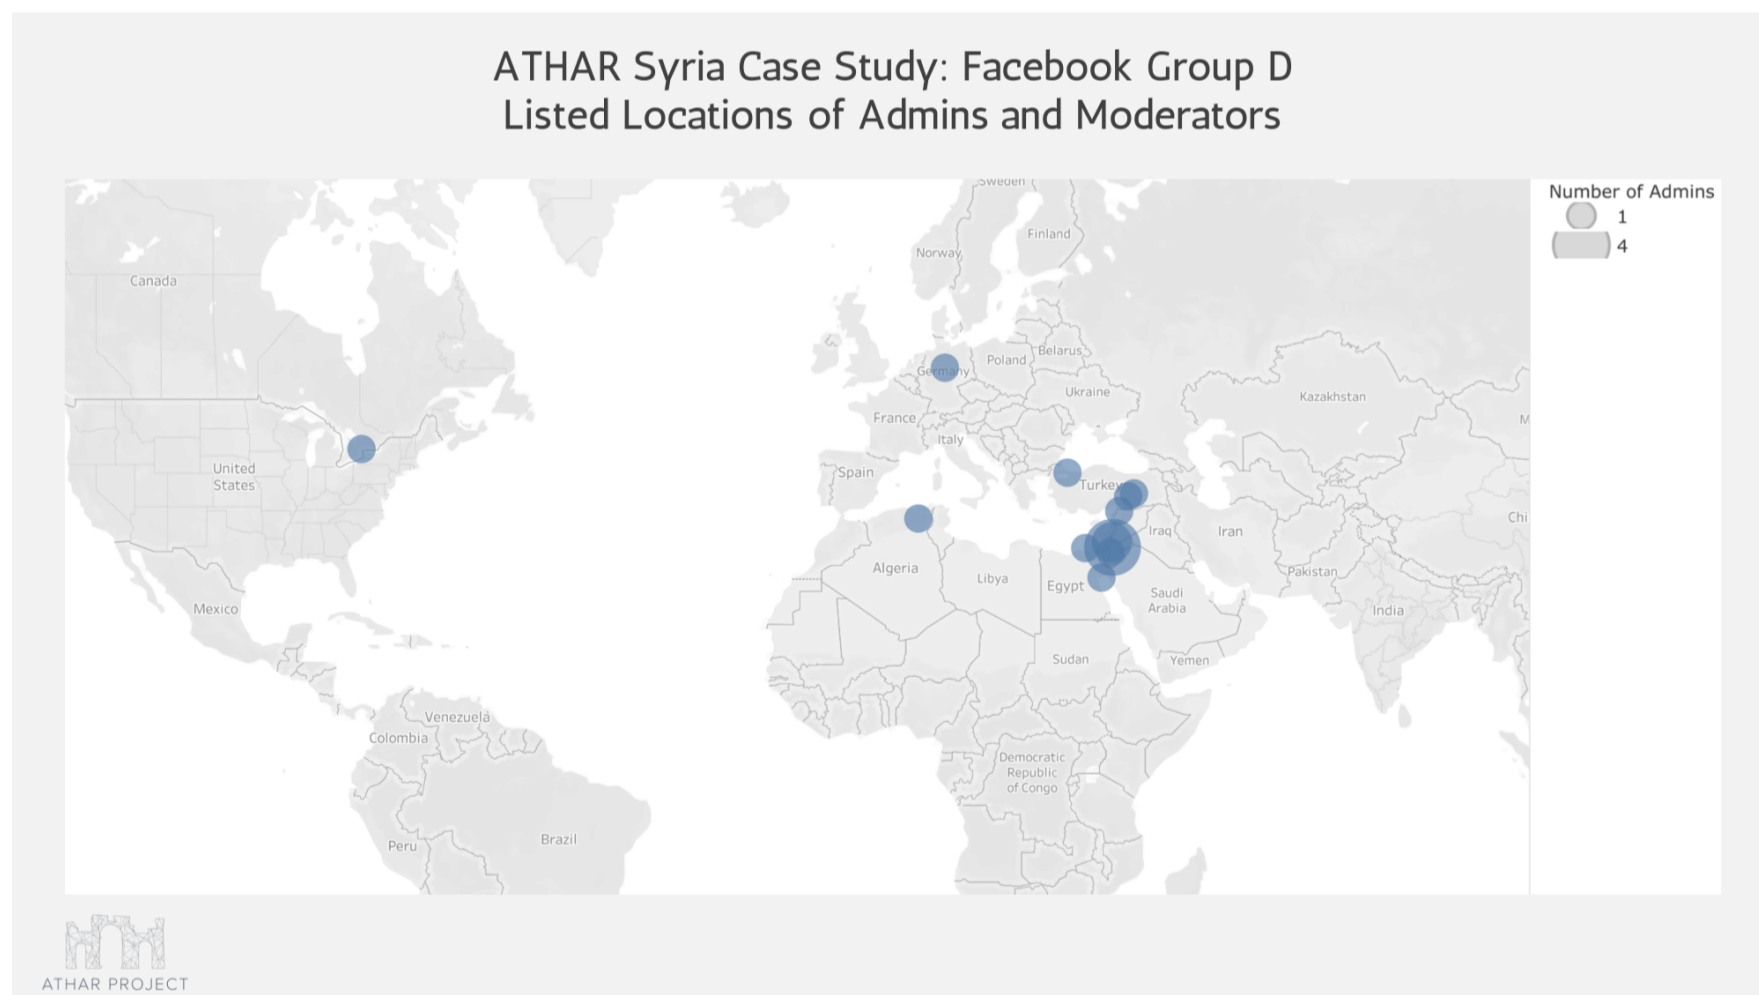 ATHAR Syria Case Study: Facebook Group D
Listed Locations of Admins and Moderators
Number of Admins
1
4
Sweden
Finland
Norway
Canada
Belarus
Poland
Germany
Ukraine
Kazakhstan
France
M
Italy
United
States
Spain
Turkey
Chi
Iraq
Iran
Algeria
Libya
Egypt
Pakistan
Saudi
Arabia
Mexico
India
Sudan
Yemen
Venezuela
Colombia
Democratic
Republic
of Congo
Brazil
Peru
ATHAR PROJECT